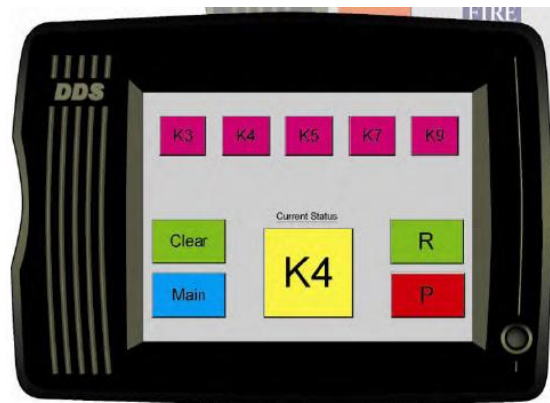 FIRE
DDS
K3 K4 K5 K7 K9
Current Status
Clear
K4
R
Main
P